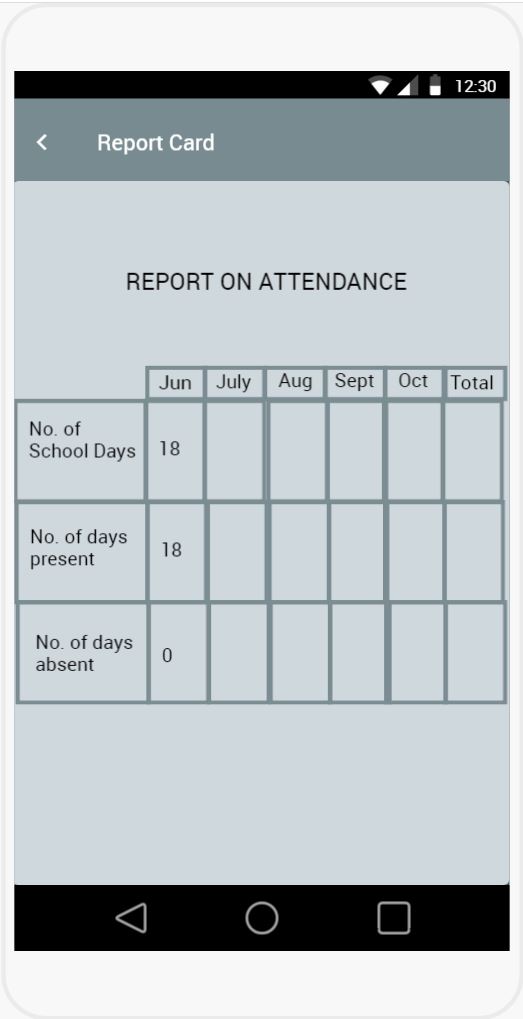 12:30
Report Card
REPORT ON ATTENDANCE
Jun July Aug Sept Oct Total
No. of
School Days 18
No. of days
present 18
No. of days
absent 0